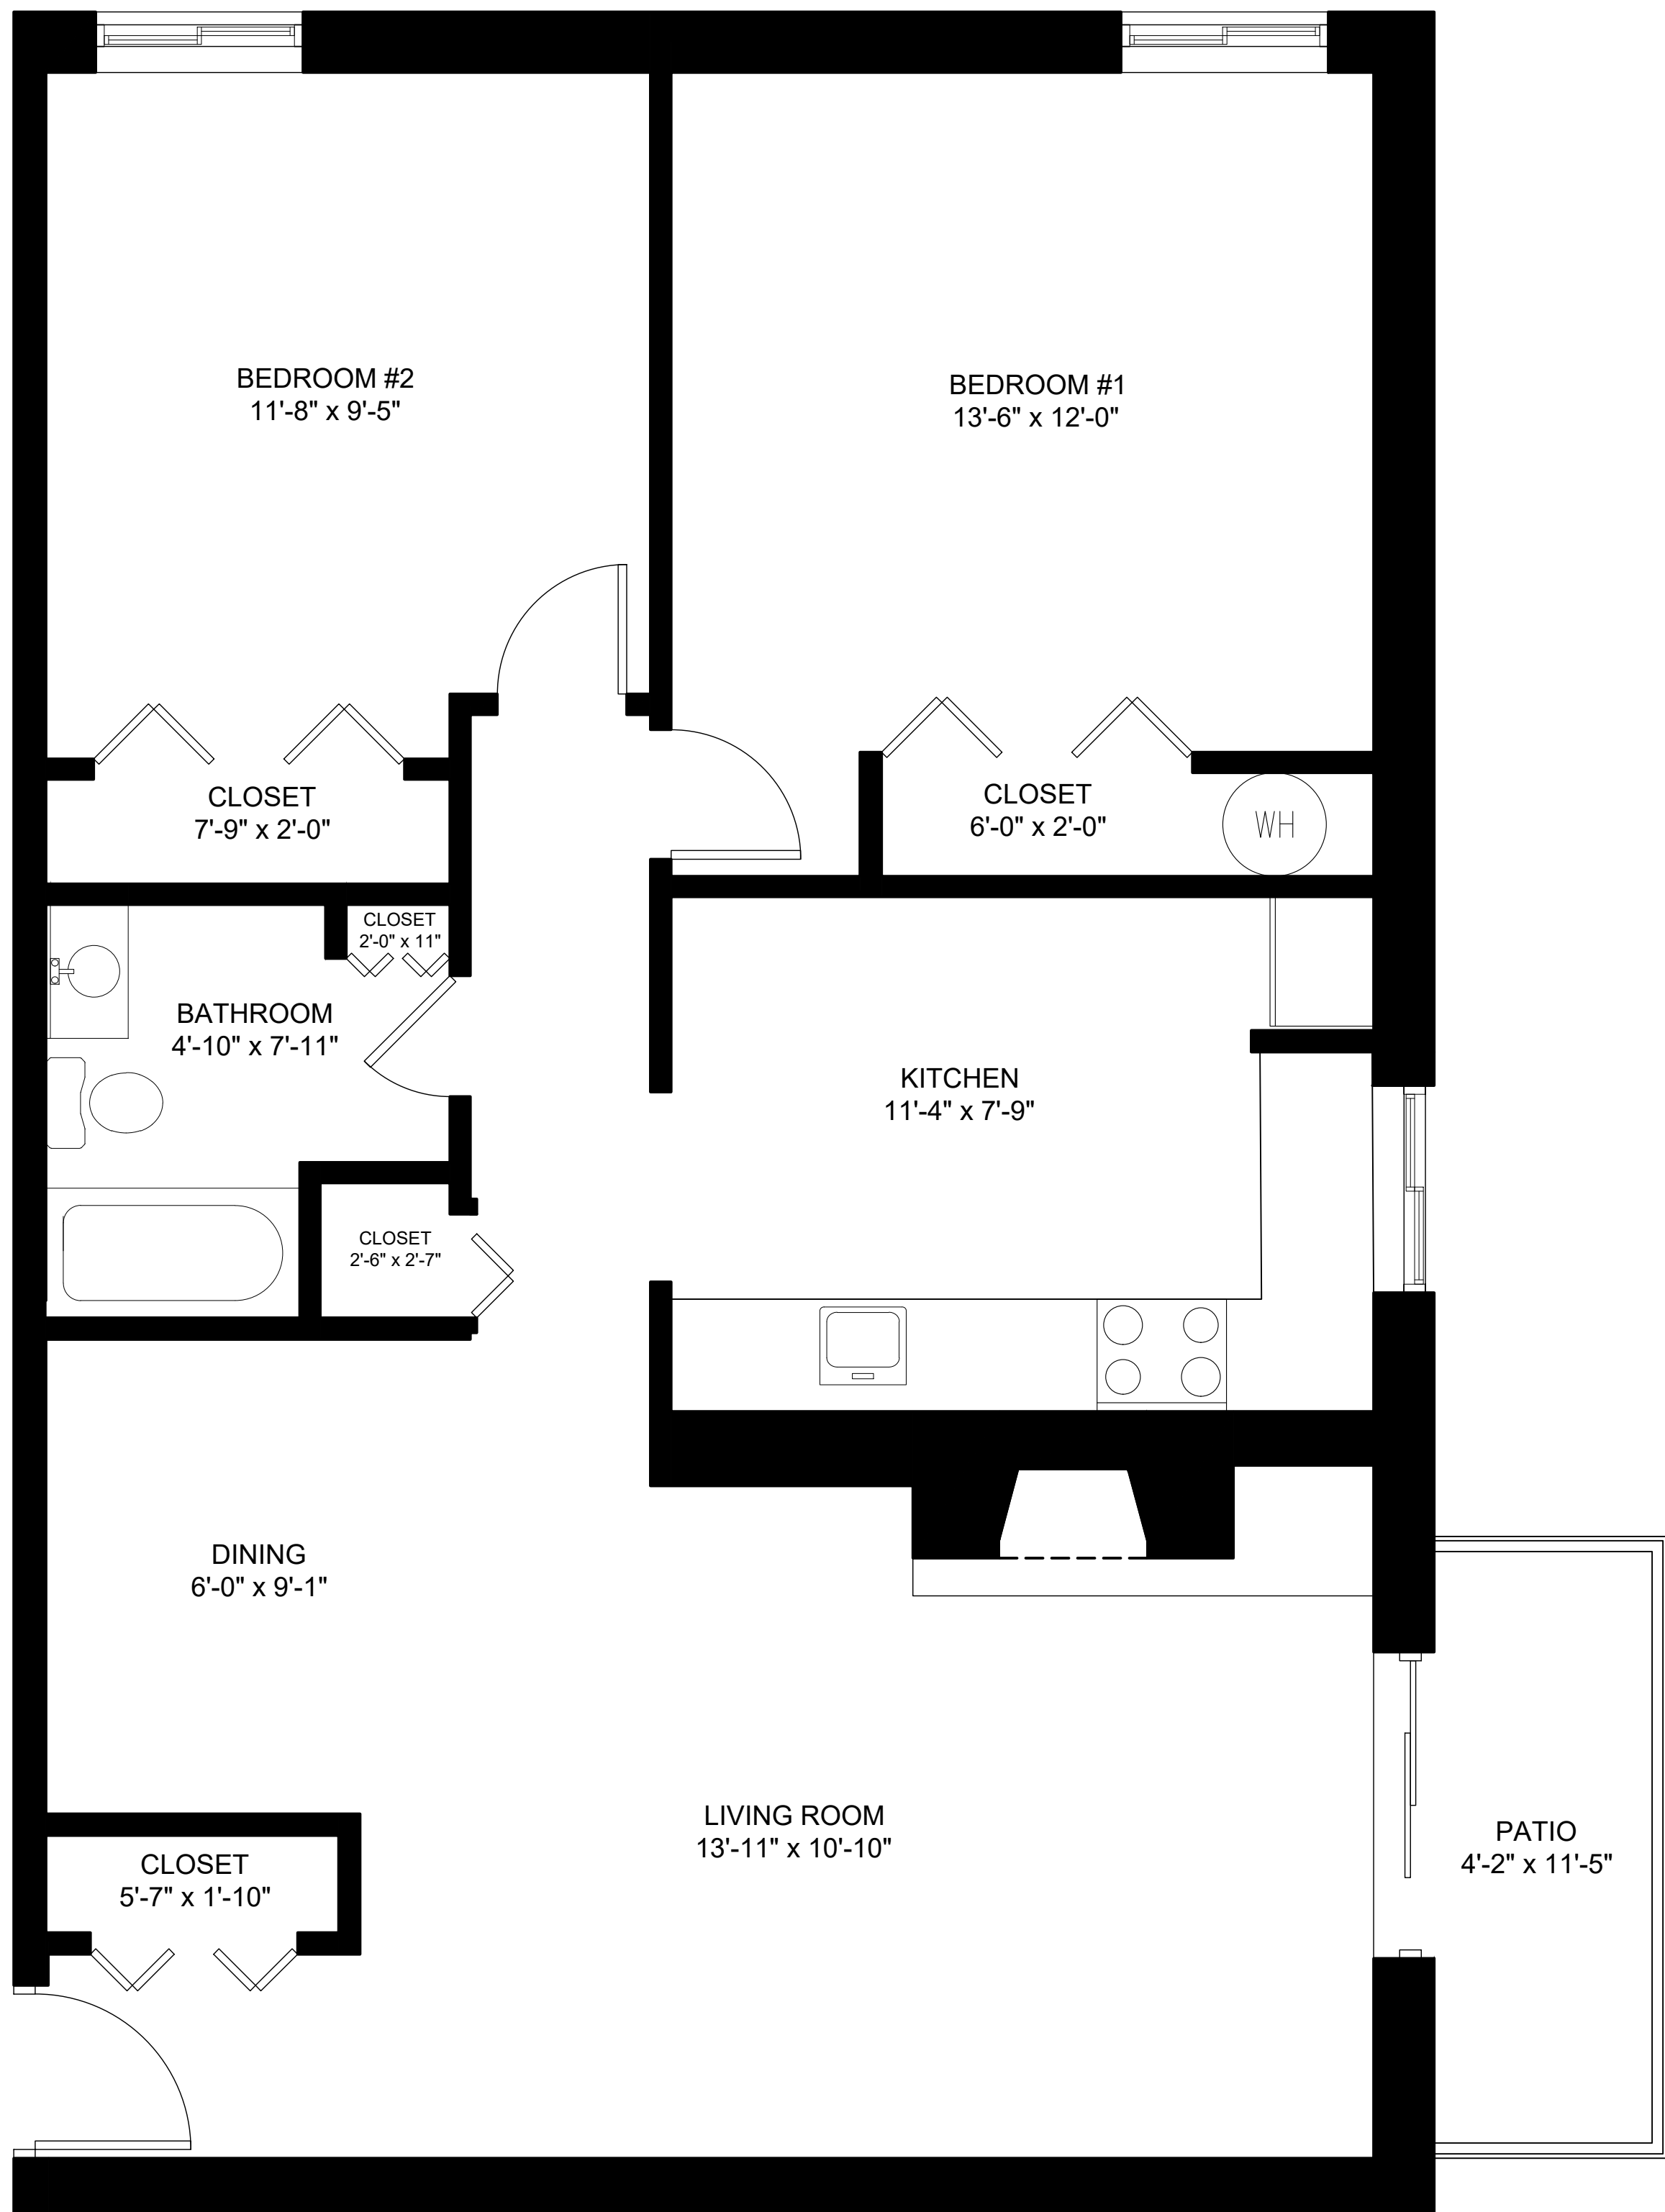 BEDROOM #2
11'-8" x 9'-5"
BEDROOM #1
13'-6" x 12'-0"
CLOSET
7'-9" x 2'-0"
CLOSET
6'-0" x 2'-0"
WH
CLOSET
2'-0" x 11"
BATHROOM
4'-10" x 7'-11"
KITCHEN
11'-4" x 7'-9"
CLOSET
2'-6" x 2'-7"
DINING
6'-0" x 9'-1"
LIVING ROOM
13'-11" x 10'-10"
PATIO
4'-2" x 11'-5"
CLOSET
5'-7" x 1'-10"